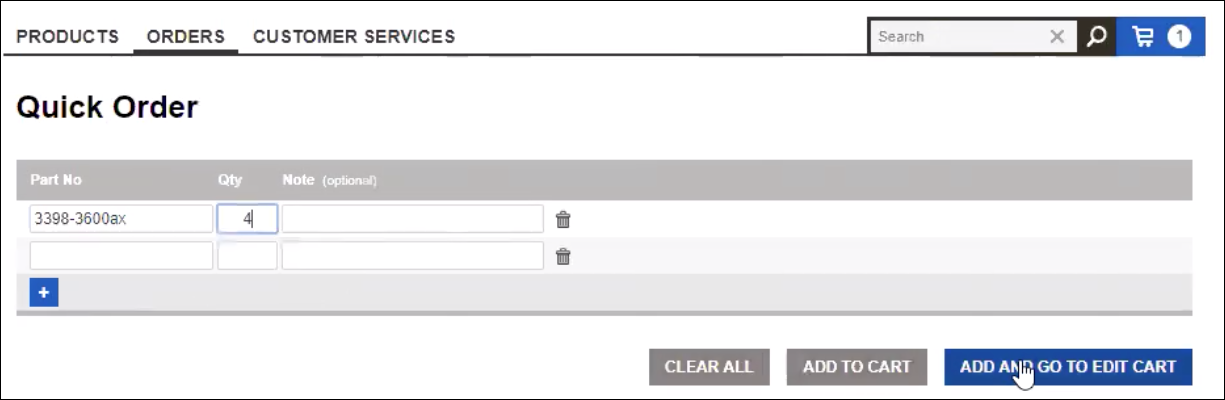 PRODUCTS ORDERS CUSTOMER SERVICES Search 1
Quick Order
Part No Qty Note (optional)
3398-3600ax 4
+
CLEAR ALL ADD TO CART ADD AND GO TO EDIT CART